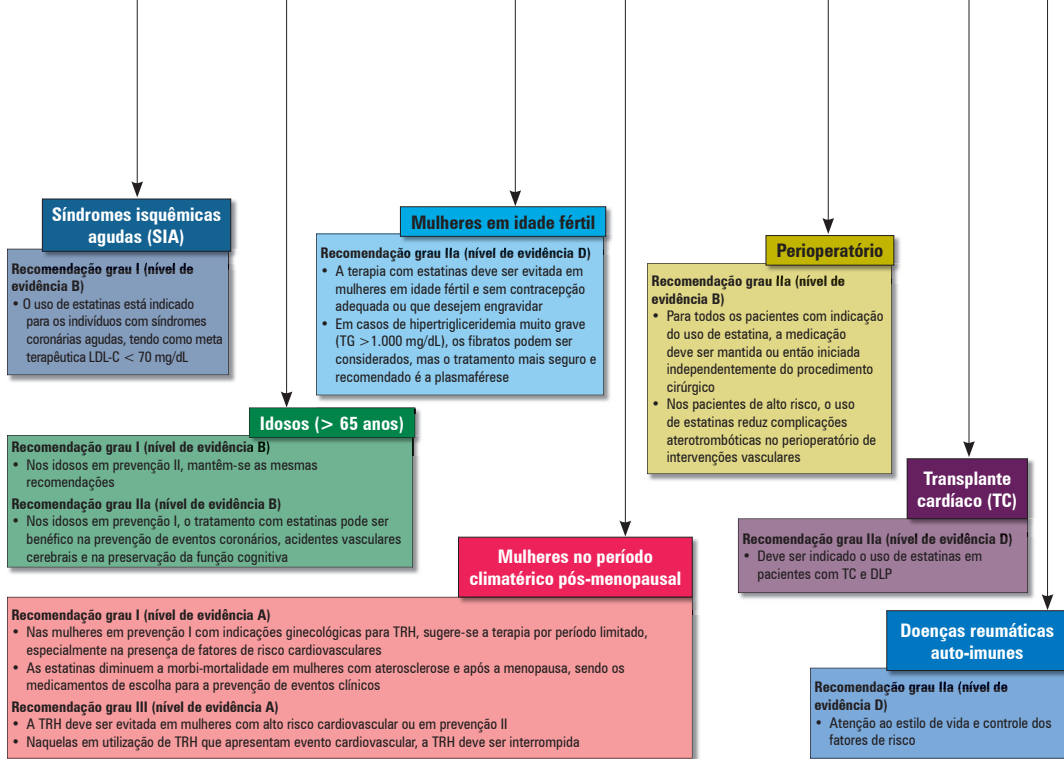 Síndromes isquêmicas
agudas (SIA)
Recomendação grau I (nível de
evidência B)
• O uso de estatinas está indicado
para os indivíduos com síndromes
coronárias agudas, tendo como meta
terapêutica LDL-C < 70 mg/dL
Mulheres em idade fértil
Recomendação grau IIa (nível de evidência D)
• A terapia com estatinas deve ser evitada em
mulheres em idade fértil e sem contracepção
adequada ou que desejem engravidar
• Em casos de hipertrigliceridemia muito grave
(TG >1.000 mg/dL), os fibratos podem ser
considerados, mas o tratamento mais seguro e
recomendado é a plasmaférese
Perioperatório
Recomendação grau IIa (nível de
evidência B)
• Para todos os pacientes com indicação
do uso de estatina, a medicação
deve ser mantida ou então iniciada
independentemente do procedimento
cirúrgico
• Nos pacientes de alto risco, o uso
de estatinas reduz complicações
aterotrombóticas no perioperatório de
intervenções vasculares
Idosos (> 65 anos)
Recomendação grau I (nível de evidência B)
• Nos idosos em prevenção II, mantêm-se as mesmas
recomendações
Recomendação grau IIa (nível de evidência B)
• Nos idosos em prevenção I, o tratamento com estatinas pode ser
benéfico na prevenção de eventos coronários, acidentes vasculares
cerebrais e na preservação da função cognitiva
Transplante
cardíaco (TC)
Recomendação grau IIa (nível de evidência D)
• Deve ser indicado o uso de estatinas em
pacientes com TC e DLP
Mulheres no período
climatérico pós-menopausal
Recomendação grau I (nível de evidência A)
• Nas mulheres em prevenção I com indicações ginecológicas para TRH, sugere-se a terapia por período limitado,
especialmente na presença de fatores de risco cardiovasculares
• As estatinas diminuem a morbi-mortalidade em mulheres com aterosclerose e após a menopausa, sendo os
medicamentos de escolha para a prevenção de eventos clínicos
Recomendação grau III (nível de evidência A)
• A TRH deve ser evitada em mulheres com alto risco cardiovascular ou em prevenção II
• Naquelas em utilização de TRH que apresentam evento cardiovascular, a TRH deve ser interrompida
Doenças reumáticas
auto-imunes
Recomendação grau IIa (nível de
evidência D)
• Atenção ao estilo de vida e controle dos
fatores de risco